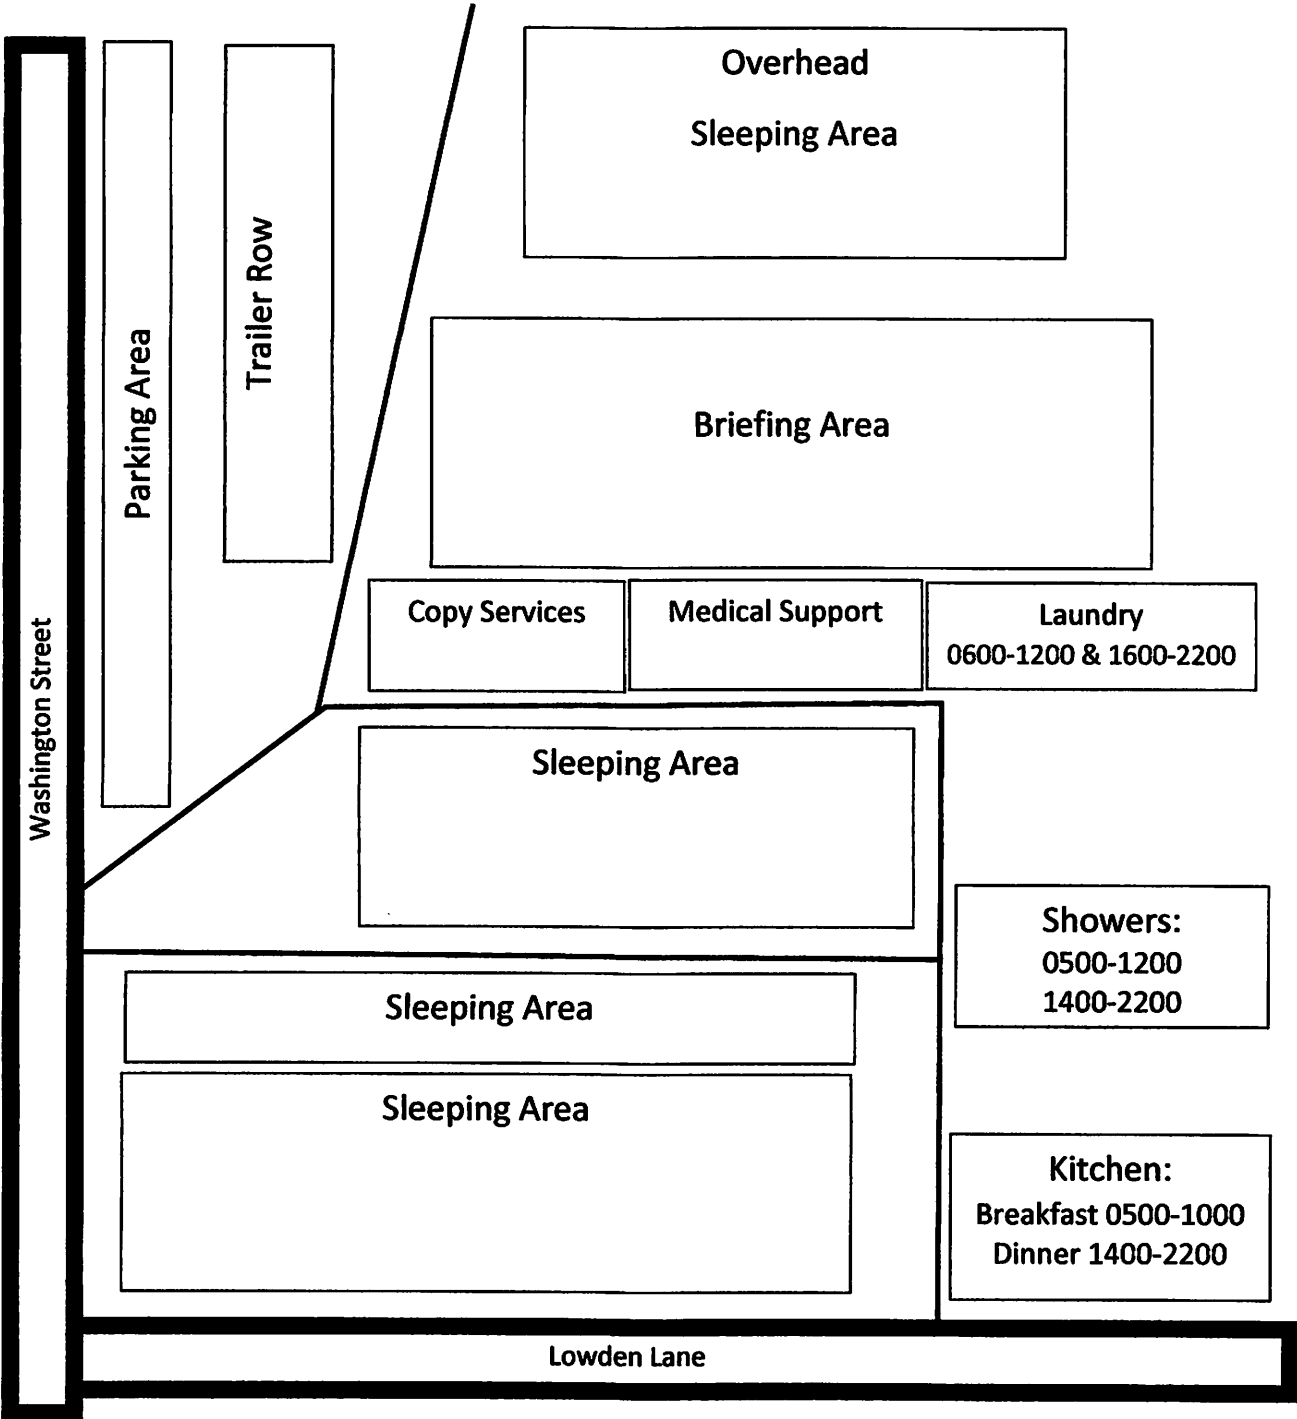 Overhead
Sleeping Area
Trailer Row
Parking Area
Briefing Area
Copy Services
Medical Support
Laundry
0600-1200 & 1600-2200
Washington Street
Sleeping Area
Showers:
0500-1200
1400-2200
Sleeping Area
Sleeping Area
Kitchen:
Breakfast 0500-1000
Dinner 1400-2200
Lowden Lane